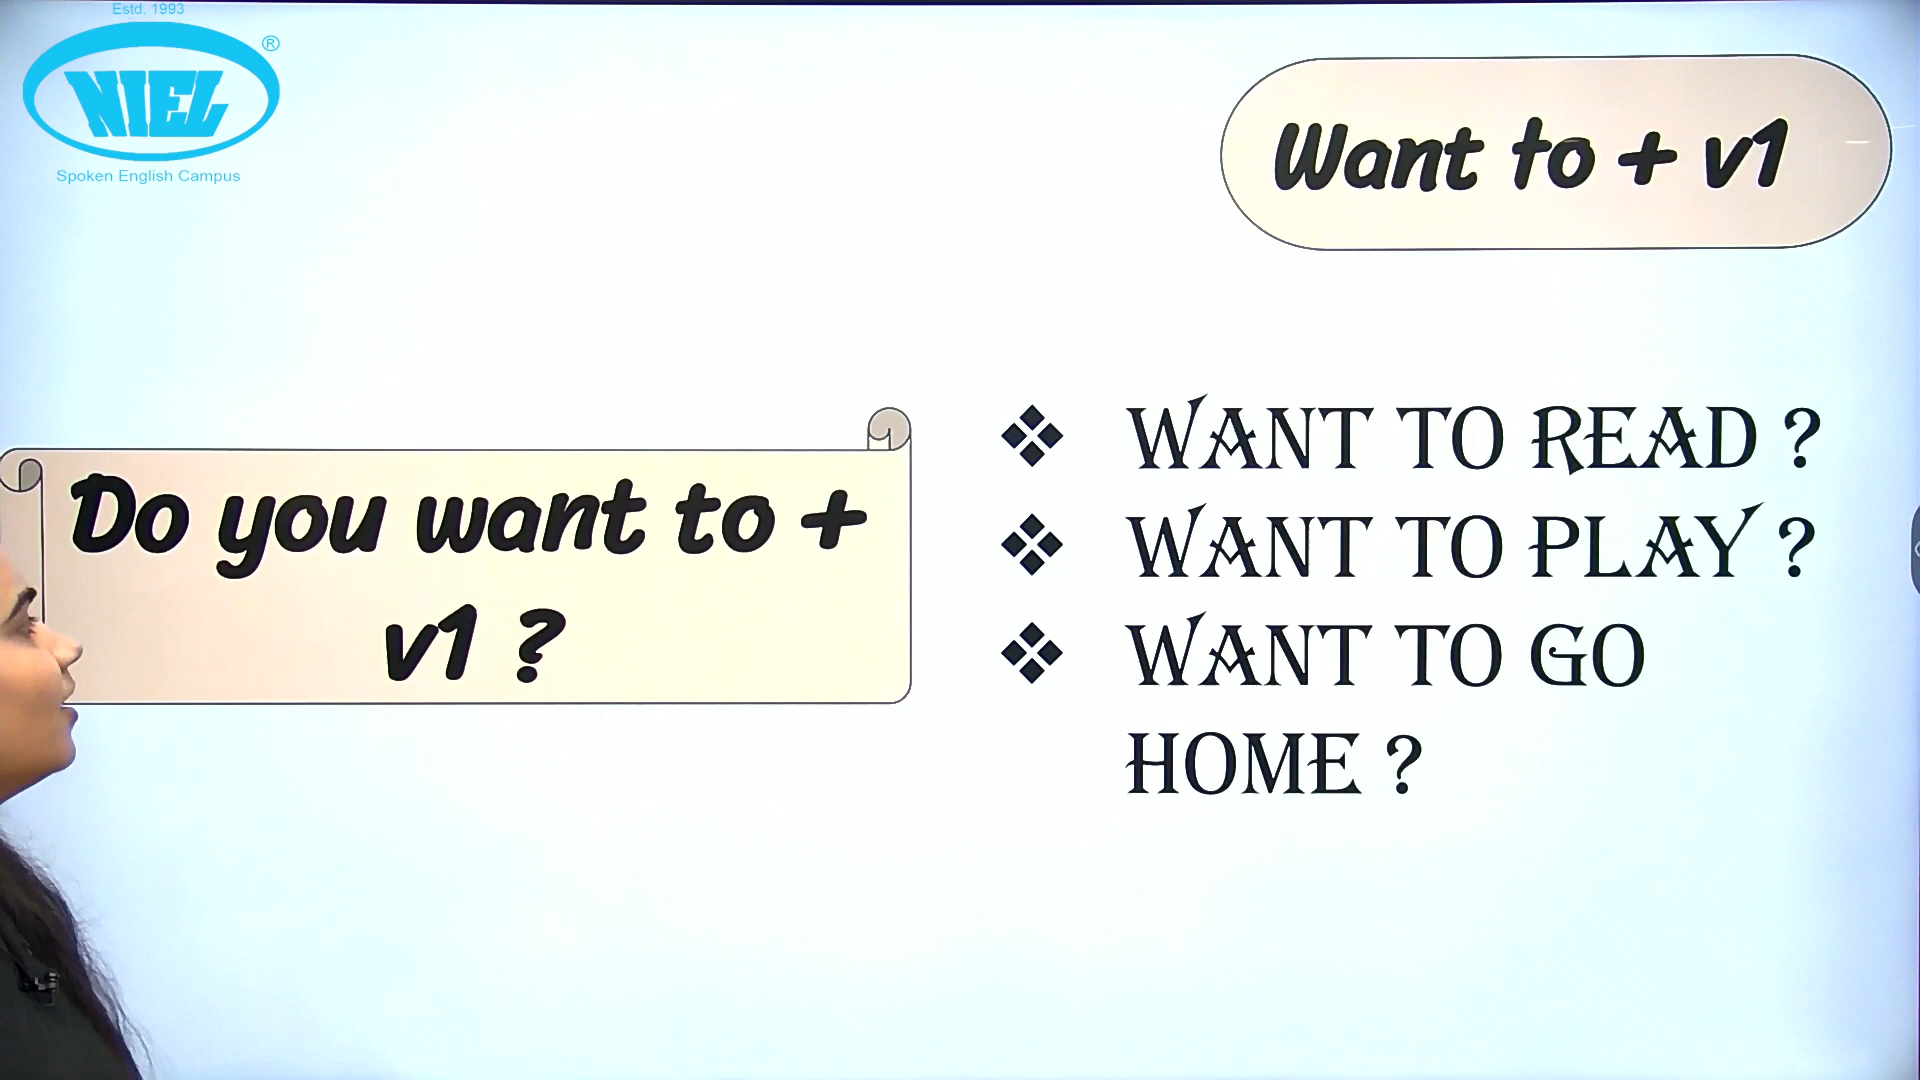 Estd. 1993
NIEL ®
Spoken English Campus
Want to + v1
Do you want to +
v1 ?
❖ WANT TO READ ?
❖ WANT TO PLAY ?
❖ WANT TO GO
HOME ?